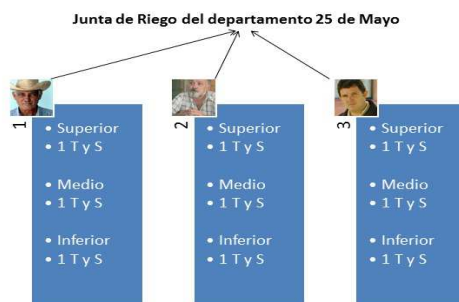 Junta de Riego del departamento 25 de Mayo
1
• Superior
• 1 T y S
• Medio
• 1 T y S
• Inferior
• 1 T y S
2
• Superior
• 1 T y S
• Medio
• 1 T y S
• Inferior
• 1 T y S
3
• Superior
• 1 T y S
• Medio
• 1 T y S
• Inferior
• 1 T y S